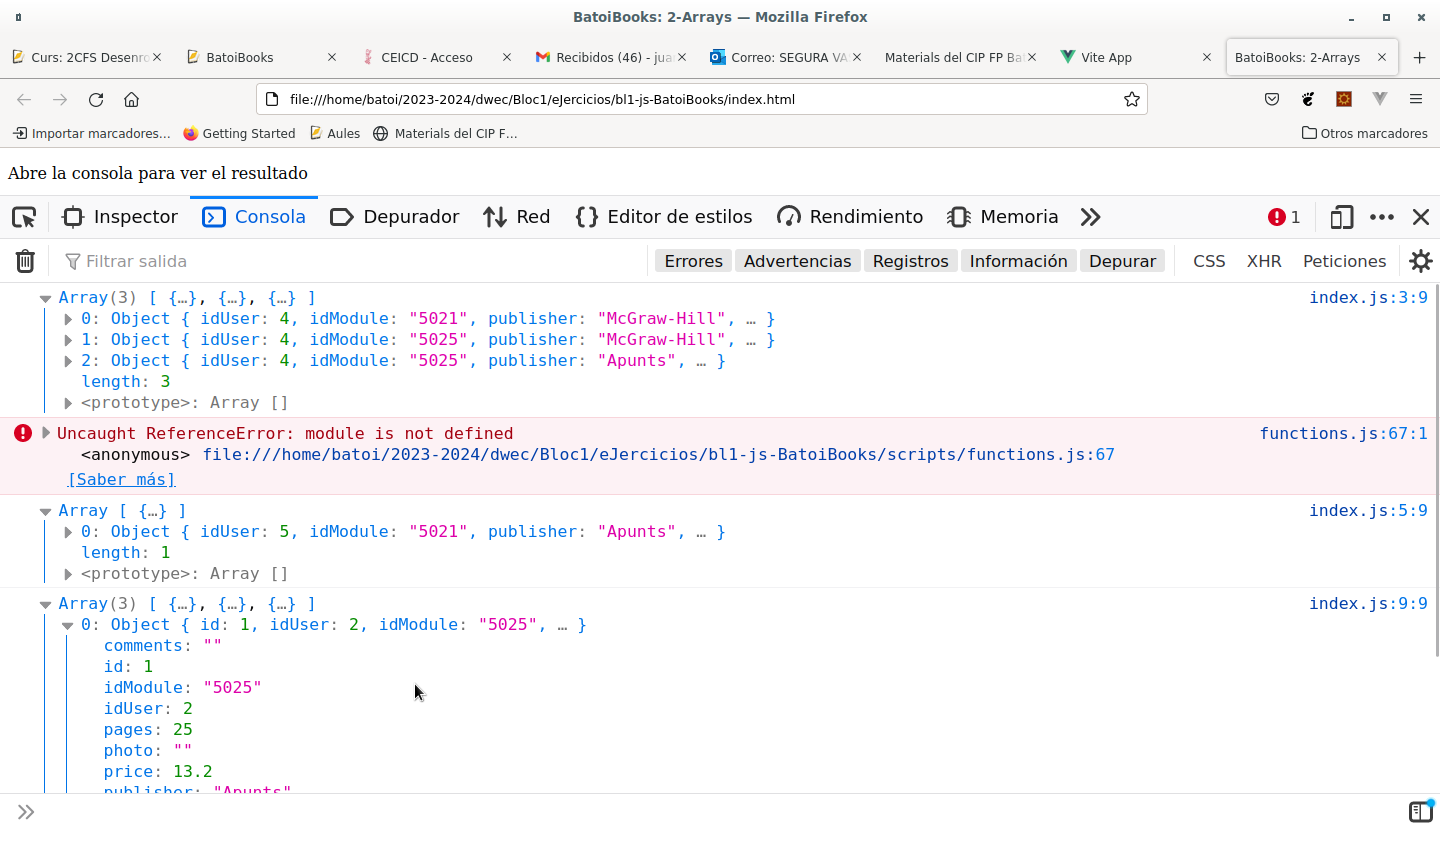 BatoiBooks: 2-Arrays — Mozilla Firefox
Curs: 2CFS Desenro
BatoiBooks
CEICD - Acceso
Recibidos (46) - jua
Correo: SEGURA VA
Materials del CIP FP Ba
Vite App
BatoiBooks: 2-Arrays
file:///home/batoi/2023-2024/dwec/Bloc1/eJercicios/bl1-js-BatoiBooks/index.html
Importar marcadores... Getting Started Aules Materials del CIP F... Otros marcadores
Abre la consola para ver el resultado
Inspector Consola Depurador Red Editor de estilos Rendimiento Memoria 1
Filtrar salida Errores Advertencias Registros Información Depurar CSS XHR Peticiones
Array(3) [ {…}, {…}, {…} ] index.js:3:9
0: Object { idUser: 4, idModule: "5021", publisher: "McGraw-Hill", … }
1: Object { idUser: 4, idModule: "5025", publisher: "McGraw-Hill", … }
2: Object { idUser: 4, idModule: "5025", publisher: "Apunts", … }
length: 3
<prototype>: Array []
Uncaught ReferenceError: module is not defined functions.js:67:1
<anonymous> file:///home/batoi/2023-2024/dwec/Bloc1/eJercicios/bl1-js-BatoiBooks/scripts/functions.js:67
[Saber más]
Array [ {…} ] index.js:5:9
0: Object { idUser: 5, idModule: "5021", publisher: "Apunts", … }
length: 1
<prototype>: Array []
Array(3) [ {…}, {…}, {…} ] index.js:9:9
0: Object { id: 1, idUser: 2, idModule: "5025", … }
comments: ""
id: 1
idModule: "5025"
idUser: 2
pages: 25
photo: ""
price: 13.2
publisher: "Apunts"